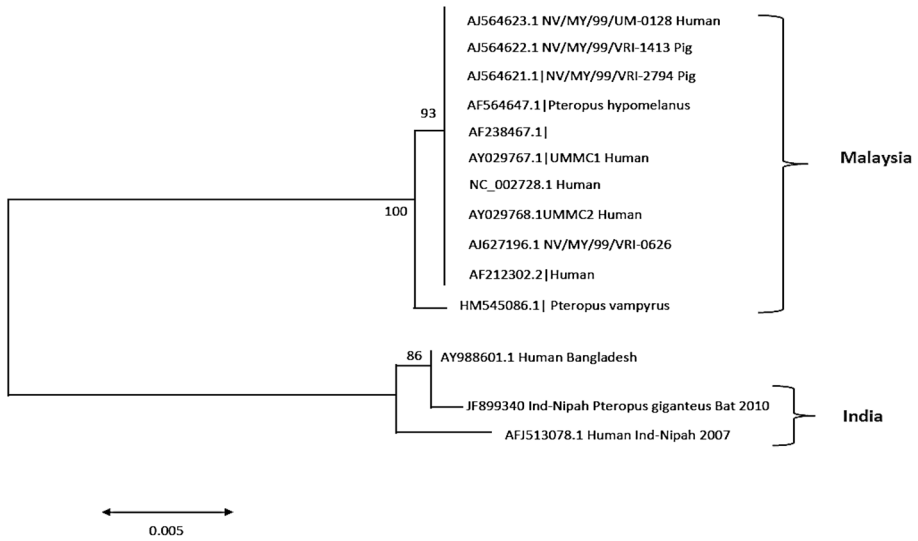 AJ564623.1 NV/MY/99/UM-0128 Human
AJ564622.1 NV/MY/99/VRI-1413 Pig
AJ564621.1|NV/MY/99/VRI-2794 Pig
93
AF564647.1|Pteropus hypomelanus
AF238467.1|
AY029767.1|UMMC1 Human
Malaysia
NC_002728.1 Human
100
AY029768.1UMMC2 Human
AJ627196.1 NV/MY/99/VRI-0626
AF212302.2|Human
HM545086.1| Pteropus vampyrus
86
AY988601.1 Human Bangladesh
JF899340 Ind-Nipah Pteropus giganteus Bat 2010
India
AFJ513078.1 Human Ind-Nipah 2007
0.005